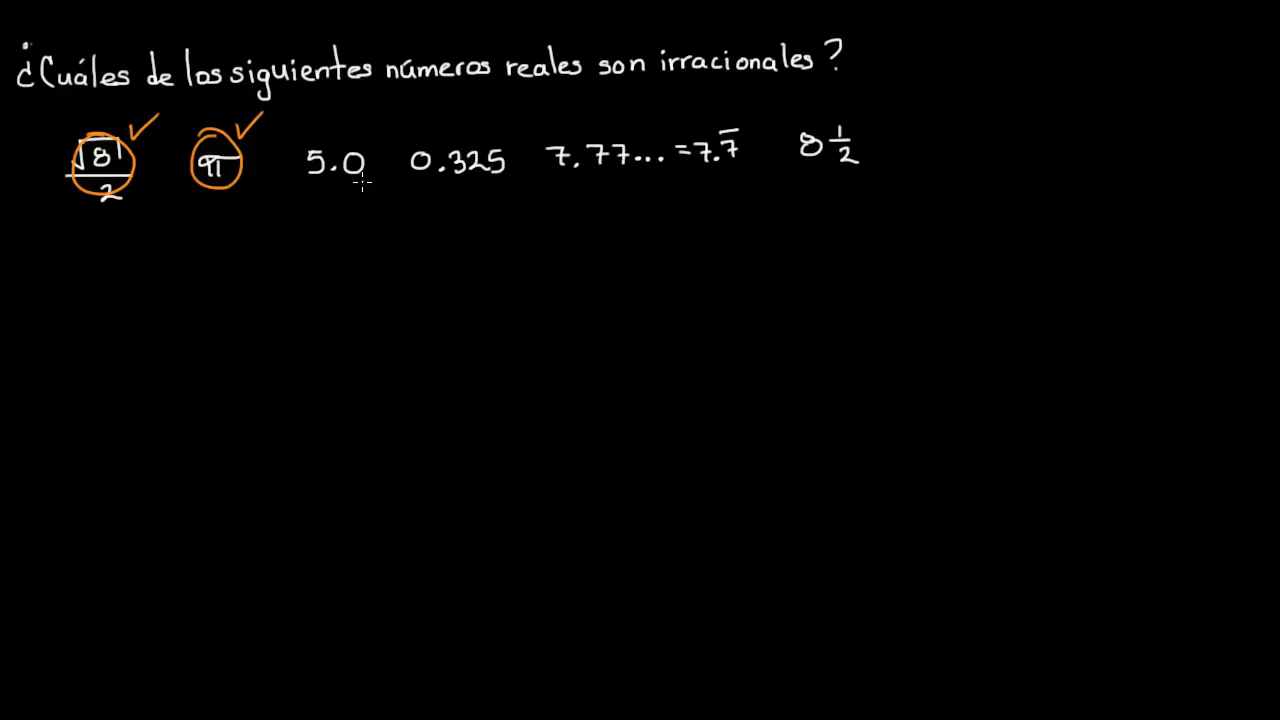 ¿Cuáles de los siguientes números reales son irracionales?
√8/2 π 5.0 0.325 7.77... = 7.7̅ 8 1/2